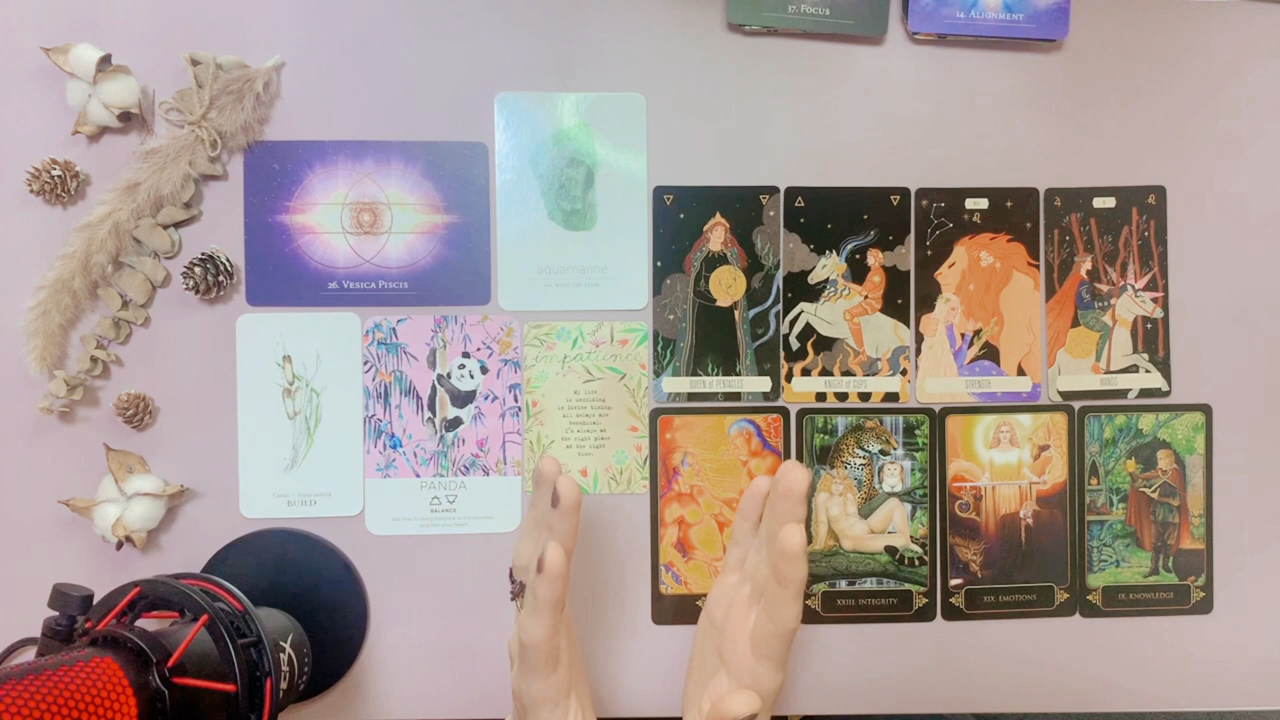 37. FOCUS
14. ALIGNMENT
26. VESICA PISCIS
aquamarine
QUEEN of PENTACLES
KNIGHT of CUPS
STRENGTH
WANDS
BUILD
PANDA
BALANCE
impatience
My life
is unfolding
in Divine timing.
All delays are
beneficial.
I'm always at
the right place
at the right
time.
XXIII. INTEGRITY
XIX. EMOTIONS
IX. KNOWLEDGE